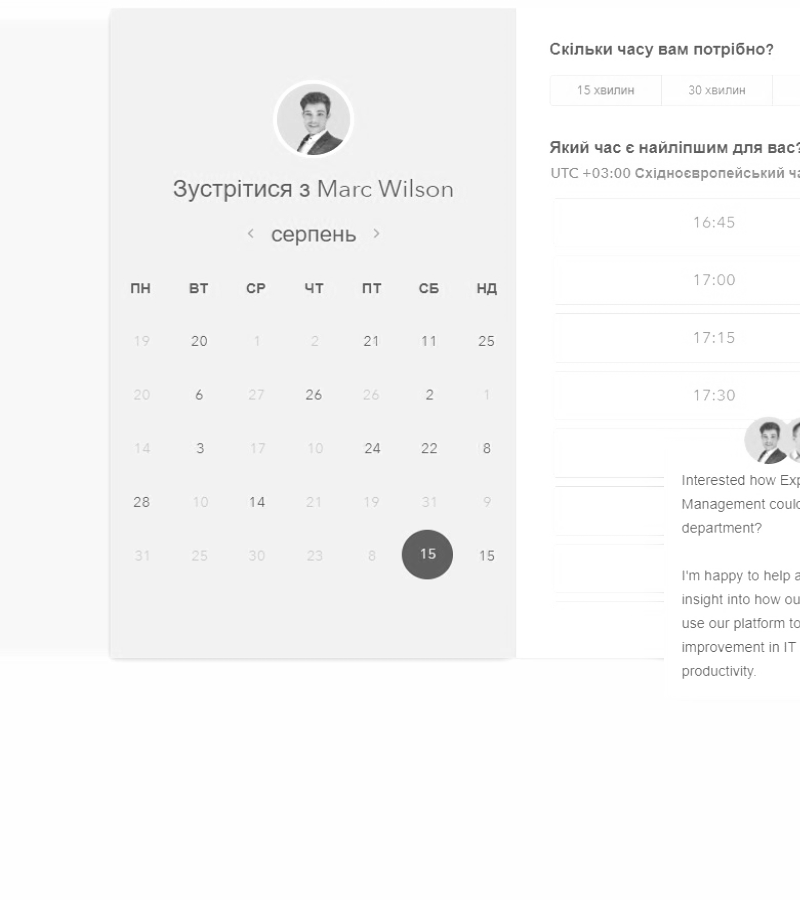 Зустрітися з Marc Wilson
серпень
ПН ВТ СР ЧТ ПТ СБ НД
19 20 1 2 21 11 25
20 6 27 26 26 2 1
14 3 17 10 24 22 8
28 10 14 21 19 31 9
31 25 30 23 8 15 15
Скільки часу вам потрібно?
15 хвилин 30 хвилин
Який час є найліпшим для вас?
UTC +03:00 Східноєвропейський
16:45
17:00
17:15
17:30
Interested how
Management
department?
I'm happy to help
insight into how
use our platform to
improvement in IT
productivity.